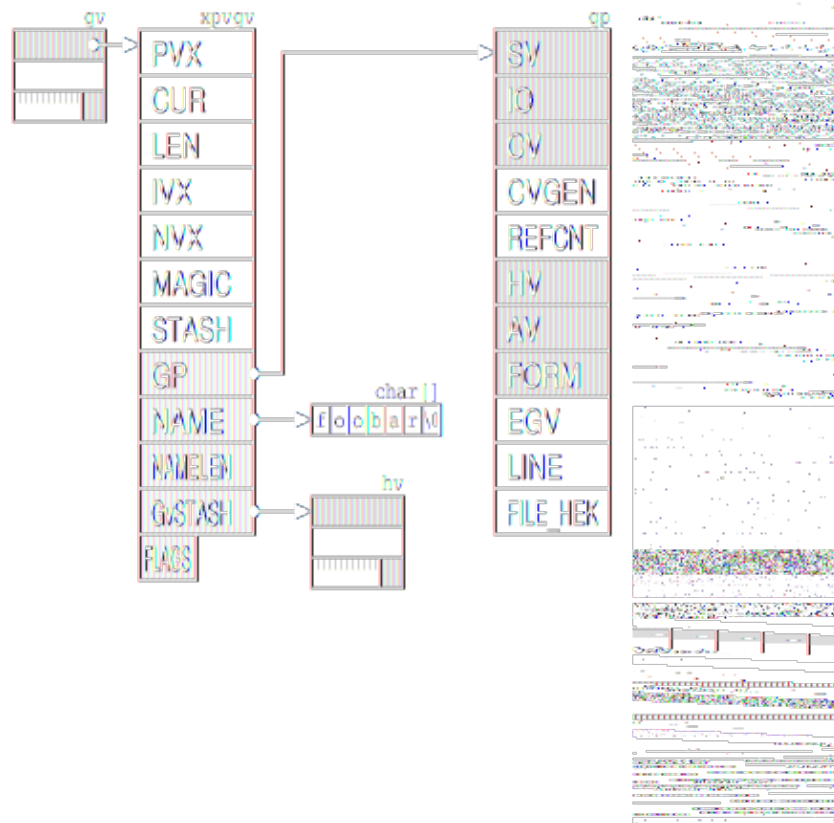 gv
xpvgv
gp
PVX
CUR
LEN
IVX
NVX
MAGIC
STASH
GP
NAME
NAMELEN
GvSTASH
FLAGS
SV
IO
CV
CVGEN
REFCNT
HV
AV
FORM
EGV
LINE
FILE_HEK
char[]
foobar\0
hv